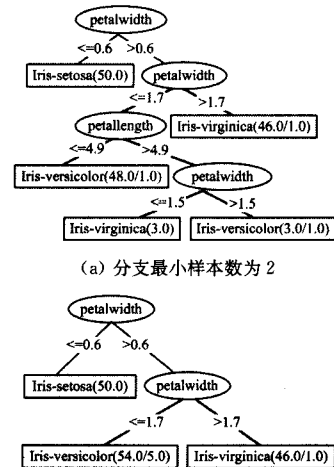 petalwidth
<=0.6 >0.6
Iris-setosa(50.0) petalwidth
<=1.7 >1.7
petallength Iris-virginica(46.0/1.0)
<=4.9 >4.9
Iris-versicolor(48.0/1.0) petalwidth
<=1.5 >1.5
Iris-virginica(3.0) Iris-versicolor(3.0/1.0)
(a) 分支最小样本数为 2
petalwidth
<=0.6 >0.6
Iris-setosa(50.0) petalwidth
<=1.7 >1.7
Iris-versicolor(54.0/5.0) Iris-virginica(46.0/1.0)